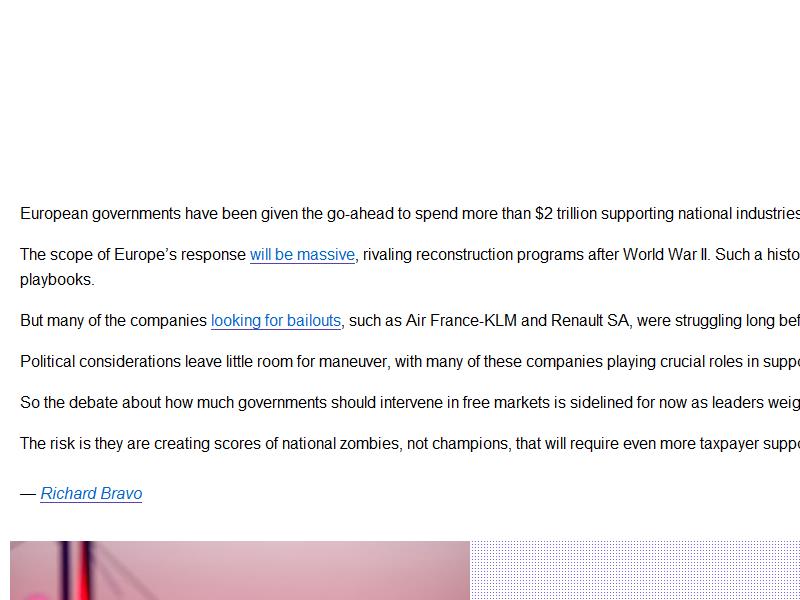 European governments have been given the go-ahead to spend more than $2 trillion supporting national industries
The scope of Europe’s response will be massive, rivaling reconstruction programs after World War II. Such a
playbooks.
But many of the companies looking for bailouts, such as Air France-KLM and Renault SA, were struggling long
Political considerations leave little room for maneuver, with many of these companies playing crucial roles in
So the debate about how much governments should intervene in free markets is sidelined for now as leaders
The risk is they are creating scores of national zombies, not champions, that will require even more taxpayer
— Richard Bravo